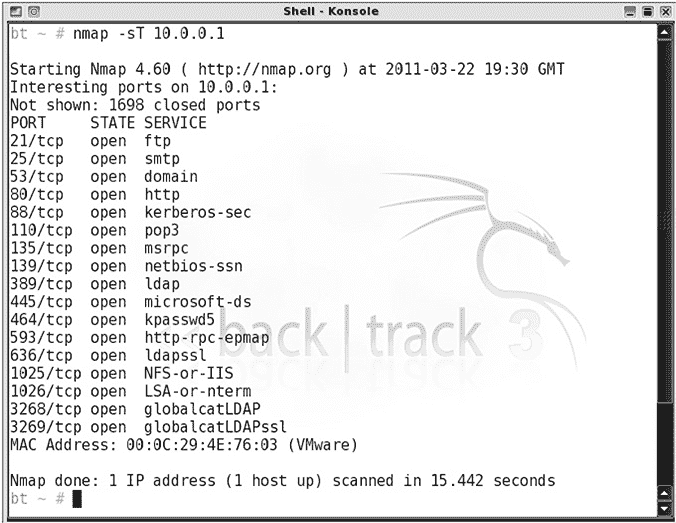 Shell - Konsole
bt ~ # nmap -sT 10.0.0.1
Starting Nmap 4.60 ( http://nmap.org ) at 2011-03-22 19:30 GMT
Interesting ports on 10.0.0.1:
Not shown: 1698 closed ports
PORT     STATE SERVICE
21/tcp   open  ftp
25/tcp   open  smtp
53/tcp   open  domain
80/tcp   open  http
88/tcp   open  kerberos-sec
110/tcp  open  pop3
135/tcp  open  msrpc
139/tcp  open  netbios-ssn
389/tcp  open  ldap
445/tcp  open  microsoft-ds
464/tcp  open  kpasswd5
593/tcp  open  http-rpc-epmap
636/tcp  open  ldapssl
1025/tcp open  NFS-or-IIS
1026/tcp open  LSA-or-nterm
3268/tcp open  globalcatLDAP
3269/tcp open  globalcatLDAPssl
MAC Address: 00:0C:29:4E:76:03 (VMware)
Nmap done: 1 IP address (1 host up) scanned in 15.442 seconds
bt ~ #
back|track 3